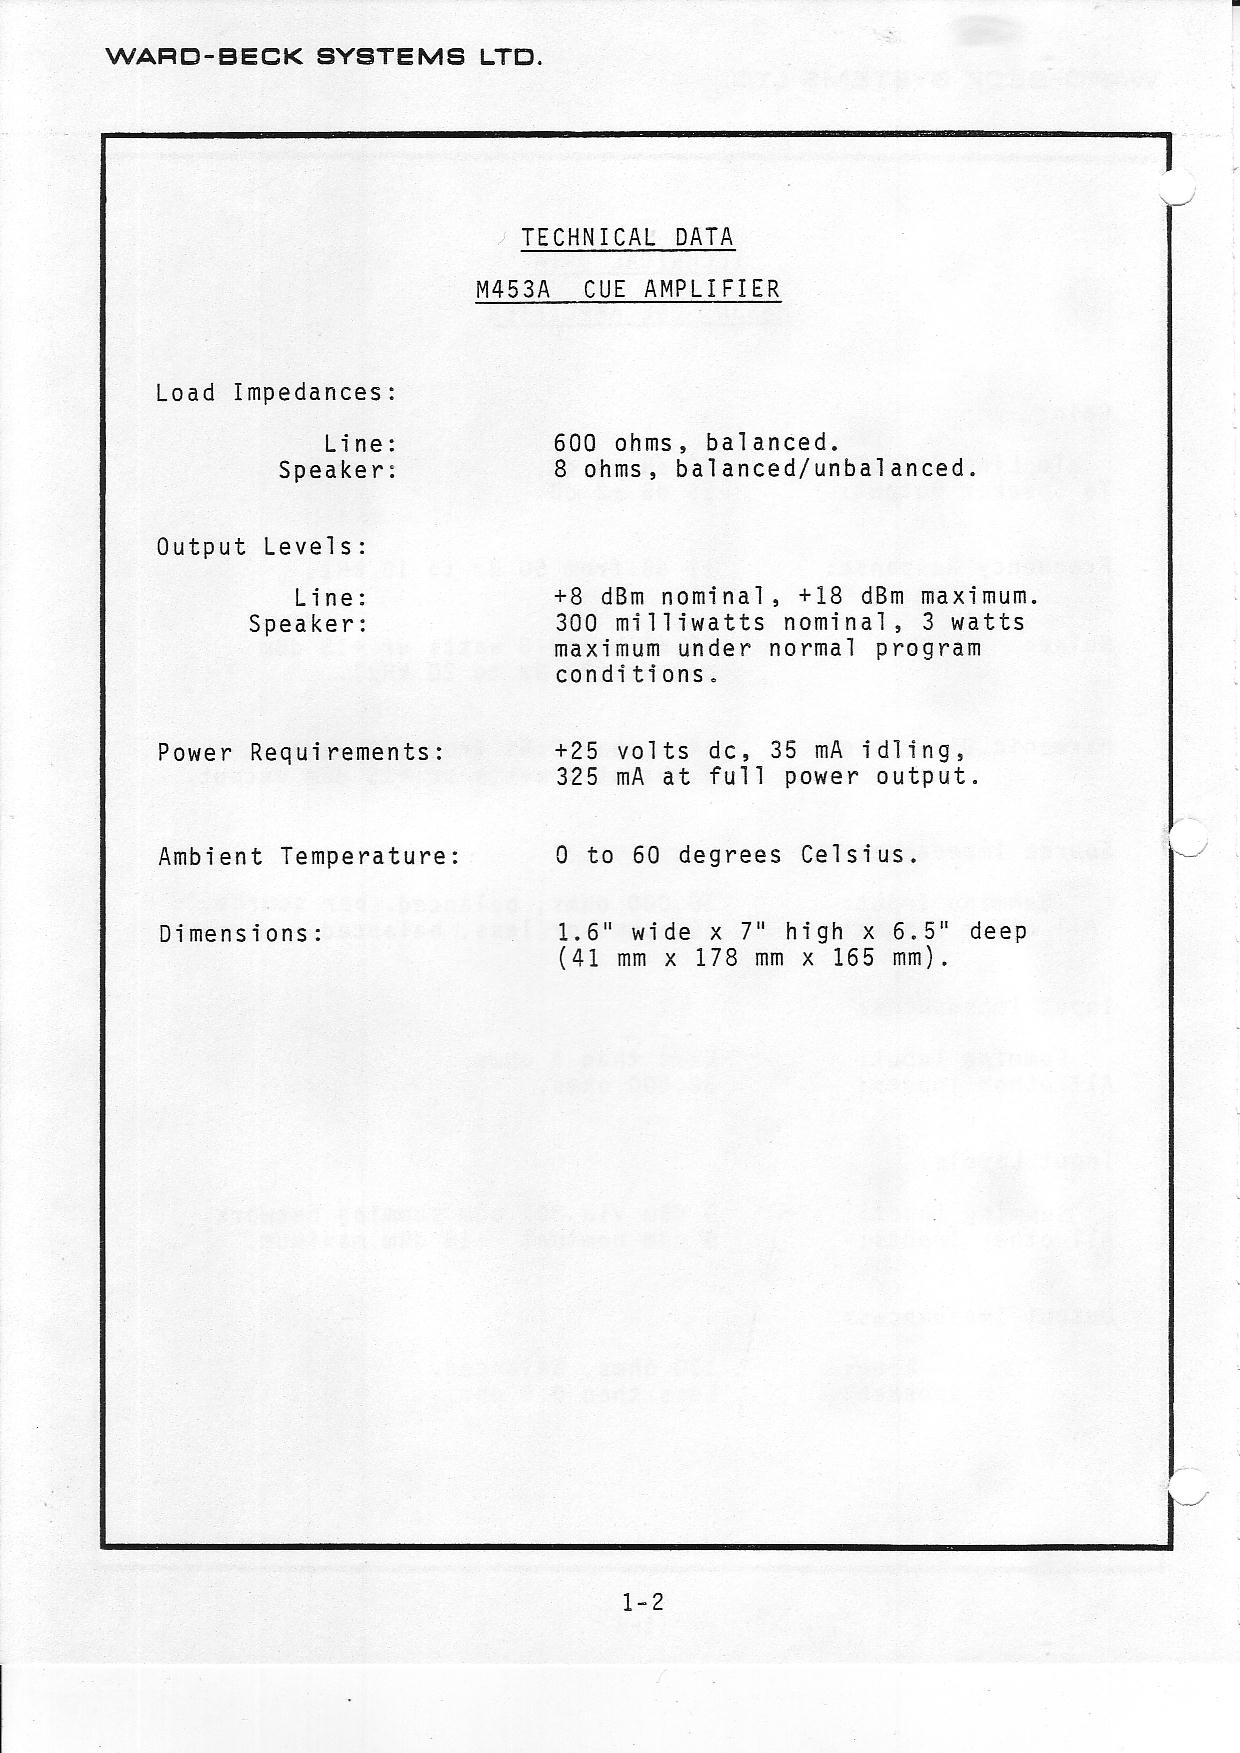 WARD-BECK SYSTEMS LTD.
TECHNICAL DATA
M453A CUE AMPLIFIER
Load Impedances:
Line: 600 ohms, balanced.
Speaker: 8 ohms, balanced/unbalanced.
Output Levels:
Line: +8 dBm nominal, +18 dBm maximum.
Speaker: 300 milliwatts nominal, 3 watts
maximum under normal program
conditions.
Power Requirements: +25 volts dc, 35 mA idling,
325 mA at full power output.
Ambient Temperature: 0 to 60 degrees Celsius.
Dimensions: 1.6" wide x 7" high x 6.5" deep
(41 mm x 178 mm x 165 mm).
1-2